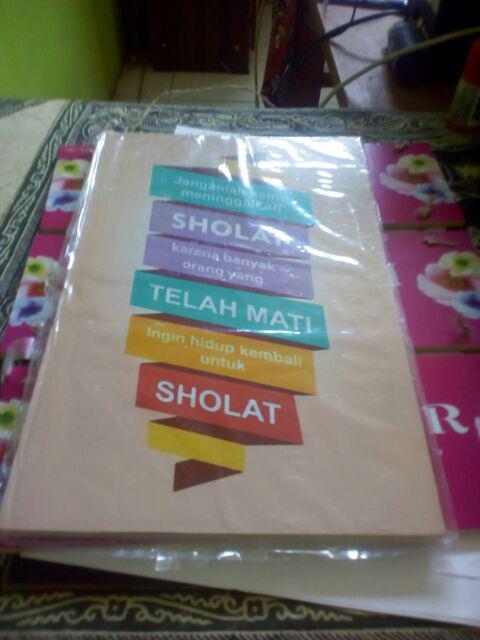 Janganlah kamu
meninggalkan
SHOLAT
karena banyak
orang yang
TELAH MATI
Ingin hidup kembali
untuk
SHOLAT
R